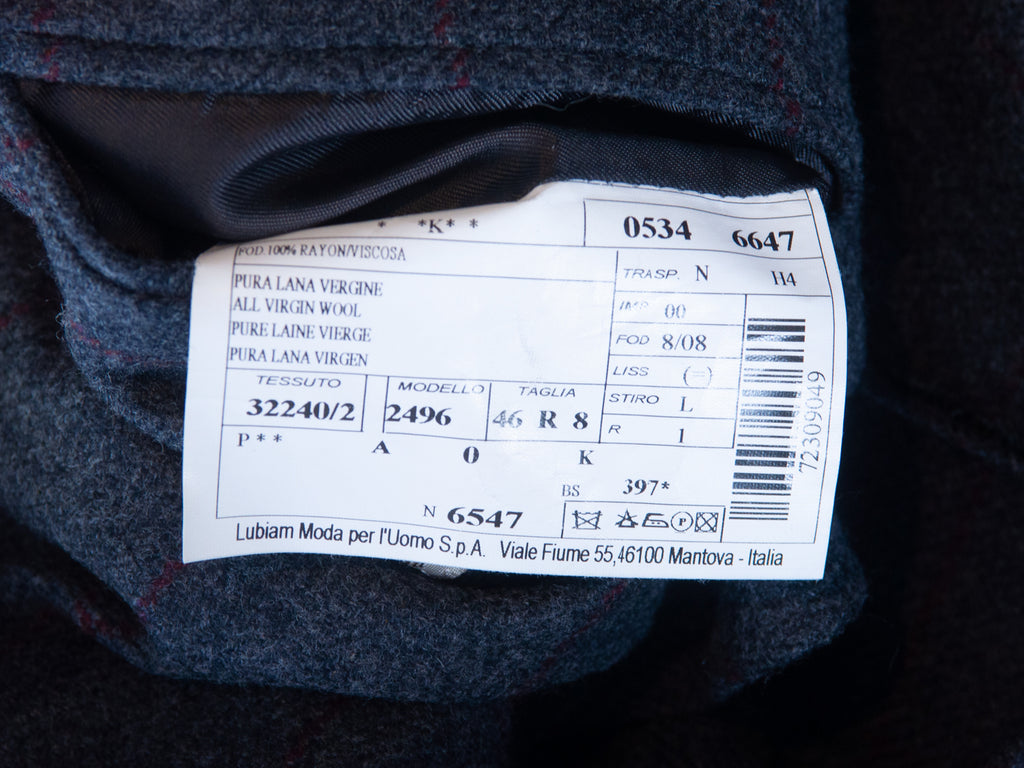 * *K* *
0534 6647
FOD.100% RAYON/VISCOSA
TRASP. N H4
PURA LANA VERGINE
ALL VIRGIN WOOL
PURE LAINE VIERGE
PURA LANA VIRGEN
IMP 00
FOD 8/08
LISS (=)
STIRO L
R 1
TESSUTO MODELLO TAGLIA
32240/2 2496 46 R 8
P** A 0 K
BS 397*
N 6547
72309049
P
Lubiam Moda per l'Uomo S.p.A. Viale Fiume 55,46100 Mantova - Italia